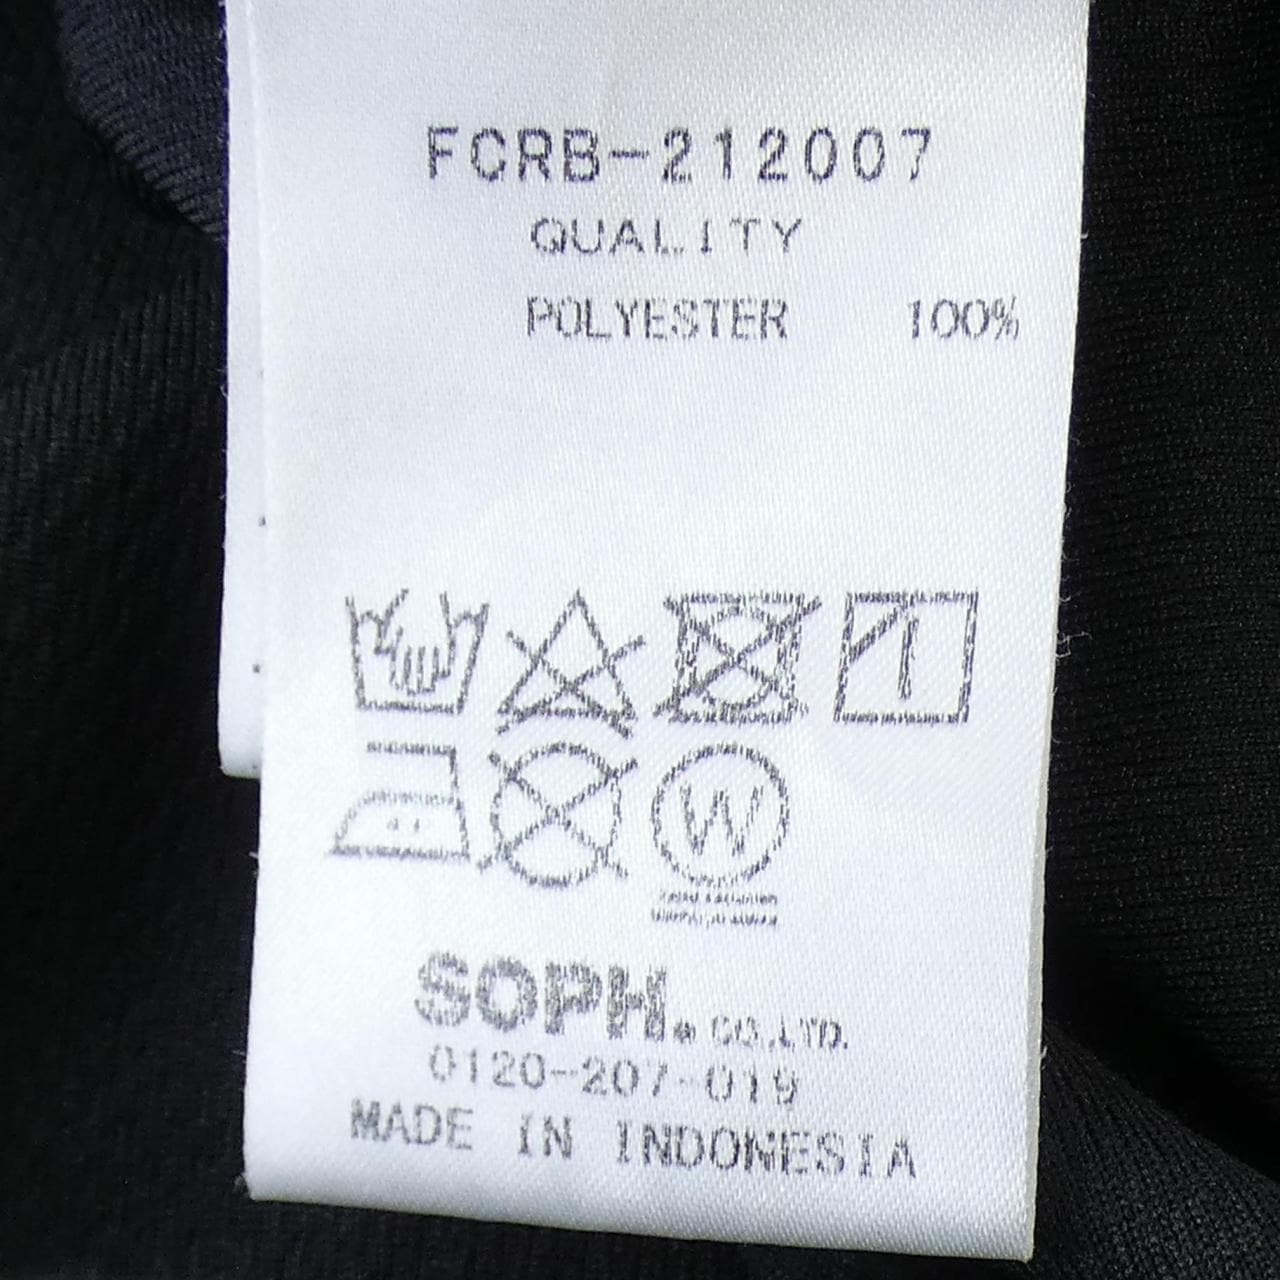 FCRB-212007
QUALITY
POLYESTER 100%
W
SOPH. CO.,LTD.
0120-207-019
MADE IN INDONESIA